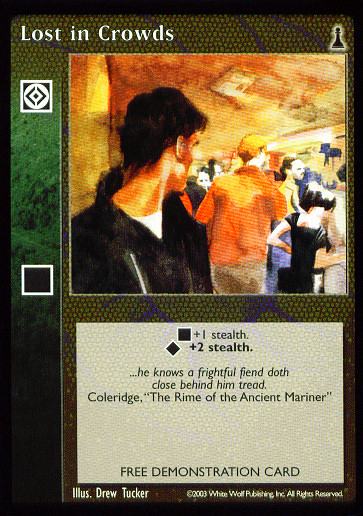 Lost in Crowds
+1 stealth.
+2 stealth.
...he knows a frightful fiend doth
close behind him tread.
Coleridge, "The Rime of the Ancient Mariner"
FREE DEMONSTRATION CARD
Illus. Drew Tucker ©2003 White Wolf Publishing, Inc. All Rights Reserved.